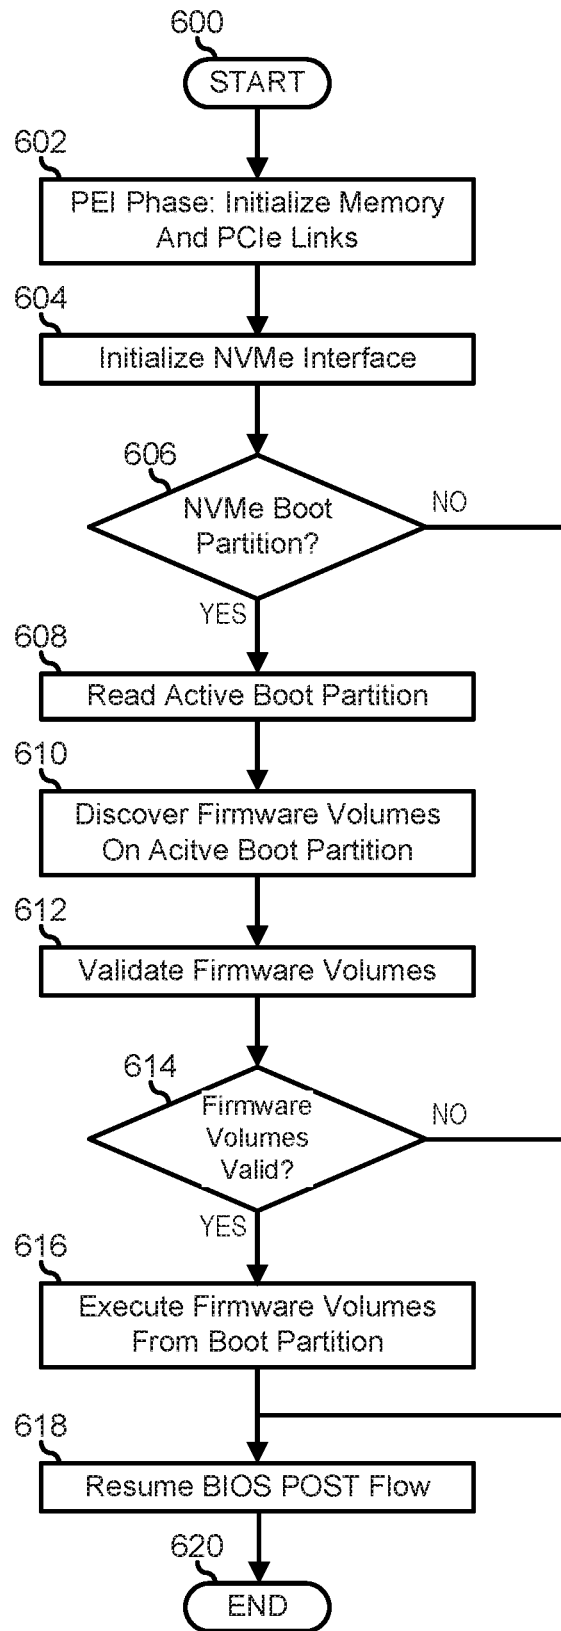 600
START
602
PEI Phase: Initialize Memory
And PCIe Links
604
Initialize NVMe Interface
606
NVMe Boot
Partition?
NO
YES
608
Read Active Boot Partition
610
Discover Firmware Volumes
On Acitve Boot Partition
612
Validate Firmware Volumes
614
Firmware
Volumes
Valid?
NO
YES
616
Execute Firmware Volumes
From Boot Partition
618
Resume BIOS POST Flow
620
END